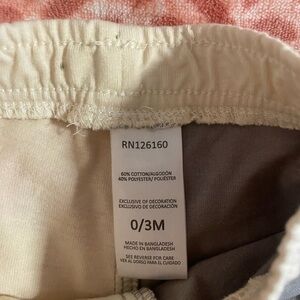 RN126160
60% COTTON/ALGODÓN
40% POLYESTER/ POLIÉSTER
EXCLUSIVE OF DECORATION
EXCLUSIVO DE DECORACIÓN
0/3M
MADE IN BANGLADESH
HECHO EN BANGLADESH
SEE REVERSE FOR CARE
VER AL DORSO PARA EL CUIDADO